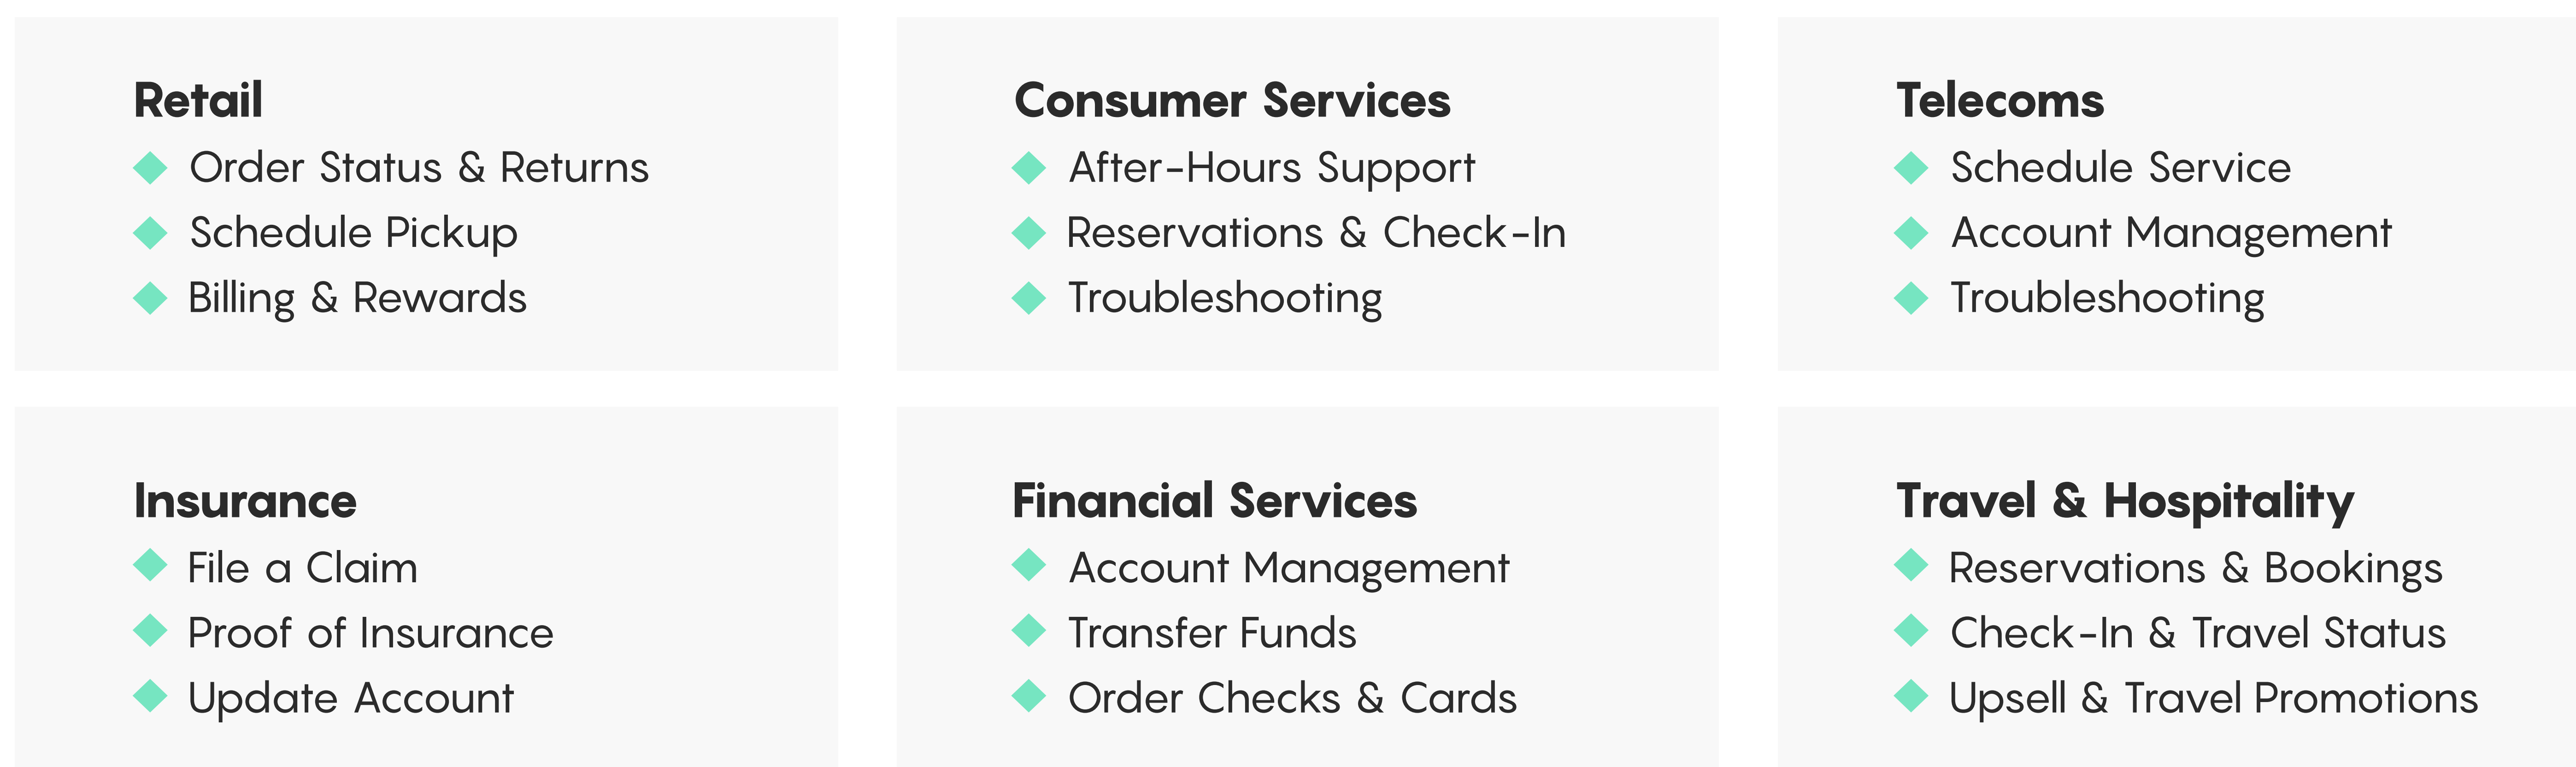 Retail
Order Status & Returns
Schedule Pickup
Billing & Rewards
Consumer Services
After-Hours Support
Reservations & Check-In
Troubleshooting
Telecoms
Schedule Service
Account Management
Troubleshooting
Insurance
File a Claim
Proof of Insurance
Update Account
Financial Services
Account Management
Transfer Funds
Order Checks & Cards
Travel & Hospitality
Reservations & Bookings
Check-In & Travel Status
Upsell & Travel Promotions